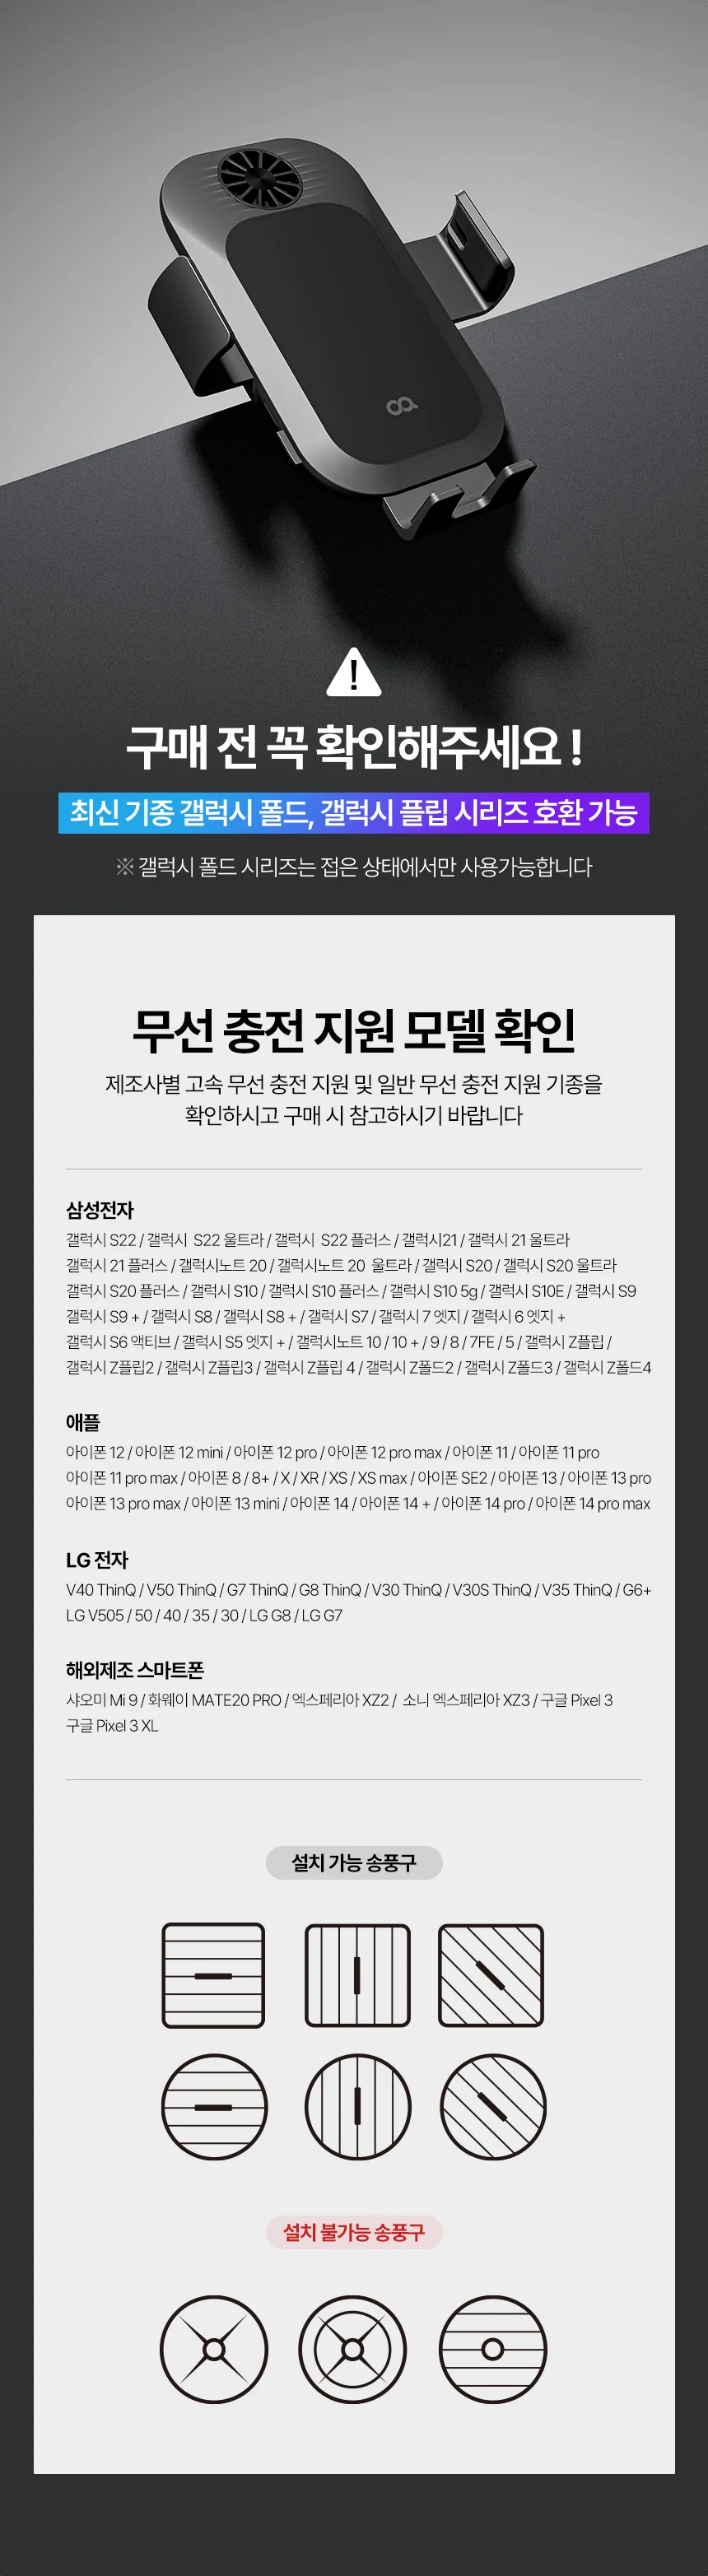 구매 전 꼭 확인해주세요 !
최신 기종 갤럭시 폴드, 갤럭시 플립 시리즈 호환 가능
※ 갤럭시 폴드 시리즈는 접은 상태에서만 사용가능합니다
무선 충전 지원 모델 확인
제조사별 고속 무선 충전 지원 및 일반 무선 충전 지원 기종을
확인하시고 구매 시 참고하시기 바랍니다
삼성전자
갤럭시 S22 / 갤럭시 S22 울트라 / 갤럭시 S22 플러스 / 갤럭시21 / 갤럭시 21 울트라
갤럭시 21 플러스 / 갤럭시노트 20 / 갤럭시노트 20 울트라 / 갤럭시 S20 / 갤럭시 S20 울트라
갤럭시 S20 플러스 / 갤럭시 S10 / 갤럭시 S10 플러스 / 갤럭시 S10 5g / 갤럭시 S10E / 갤럭시 S9
갤럭시 S9 + / 갤럭시 S8 / 갤럭시 S8 + / 갤럭시 S7 / 갤럭시 7 엣지 / 갤럭시 6 엣지 +
갤럭시 S6 액티브 / 갤럭시 S5 엣지 + / 갤럭시노트 10 / 10 + / 9 / 8 / 7FE / 5 / 갤럭시 Z플립 /
갤럭시 Z플립2 / 갤럭시 Z플립3 / 갤럭시 Z플립 4 / 갤럭시 Z폴드2 / 갤럭시 Z폴드3 / 갤럭시 Z폴드4
애플
아이폰 12 / 아이폰 12 mini / 아이폰 12 pro / 아이폰 12 pro max / 아이폰 11 / 아이폰 11 pro
아이폰 11 pro max / 아이폰 8 / 8+ / X / XR / XS / XS max / 아이폰 SE2 / 아이폰 13 / 아이폰 13 pro
아이폰 13 pro max / 아이폰 13 mini / 아이폰 14 / 아이폰 14 + / 아이폰 14 pro / 아이폰 14 pro max
LG 전자
V40 ThinQ / V50 ThinQ / G7 ThinQ / G8 ThinQ / V30 ThinQ / V30S ThinQ / V35 ThinQ / G6+
LG V505 / 50 / 40 / 35 / 30 / LG G8 / LG G7
해외제조 스마트폰
샤오미 Mi 9 / 화웨이 MATE20 PRO / 엑스페리아 XZ2 / 소니 엑스페리아 XZ3 / 구글 Pixel 3
구글 Pixel 3 XL
설치 가능 송풍구
설치 불가능 송풍구